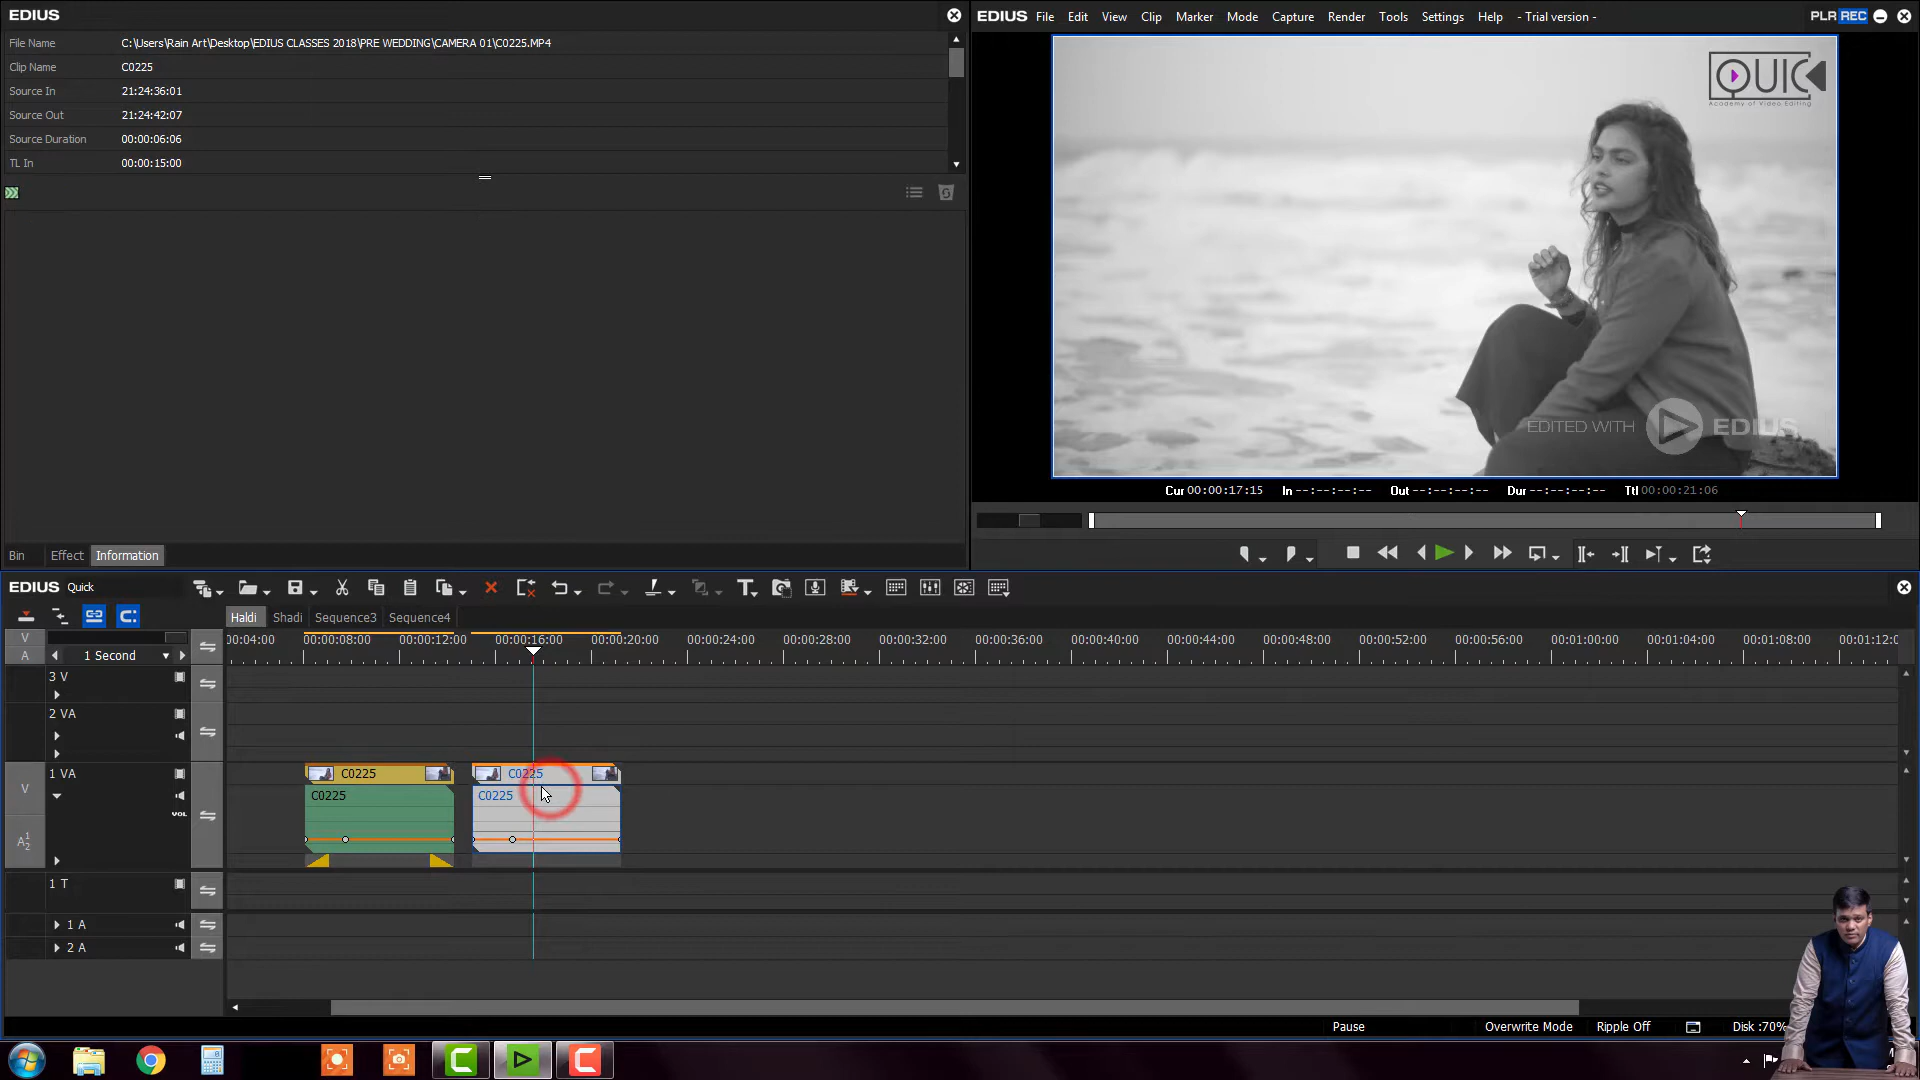 EDIUS
File Name C:\Users\Rain Art\Desktop\EDIUS CLASSES 2018\PRE WEDDING\CAMERA 01\C0225.MP4
Clip Name C0225
Source In 21:24:36:01
Source Out 21:24:42:07
Source Duration 00:00:06:06
TL In 00:00:15:00
Bin Effect Information
EDIUS File Edit View Clip Marker Mode Capture Render Tools Settings Help - Trial version - PLR REC
QUIC
Academy of Video Editing
EDITED WITH EDIUS
Cur 00:00:17:15 In --:--:--:-- Out --:--:--:-- Dur --:--:--:-- Ttl 00:00:21:06
EDIUS Quick
Haldi Shadi Sequence3 Sequence4
V
A
1 Second
00:00:04:00 00:00:08:00 00:00:12:00 00:00:16:00 00:00:20:00 00:00:24:00 00:00:28:00 00:00:32:00 00:00:36:00 00:00:40:00 00:00:44:00 00:00:48:00 00:00:52:00 00:00:56:00 00:01:00:00 00:01:04:00 00:01:08:00 00:01:12:0
3 V
2 VA
1 VA
V
VOL
A 1 2
C0225 C0225
C0225 C0225
1 T
1 A
2 A
Pause Overwrite Mode Ripple Off Disk :70%